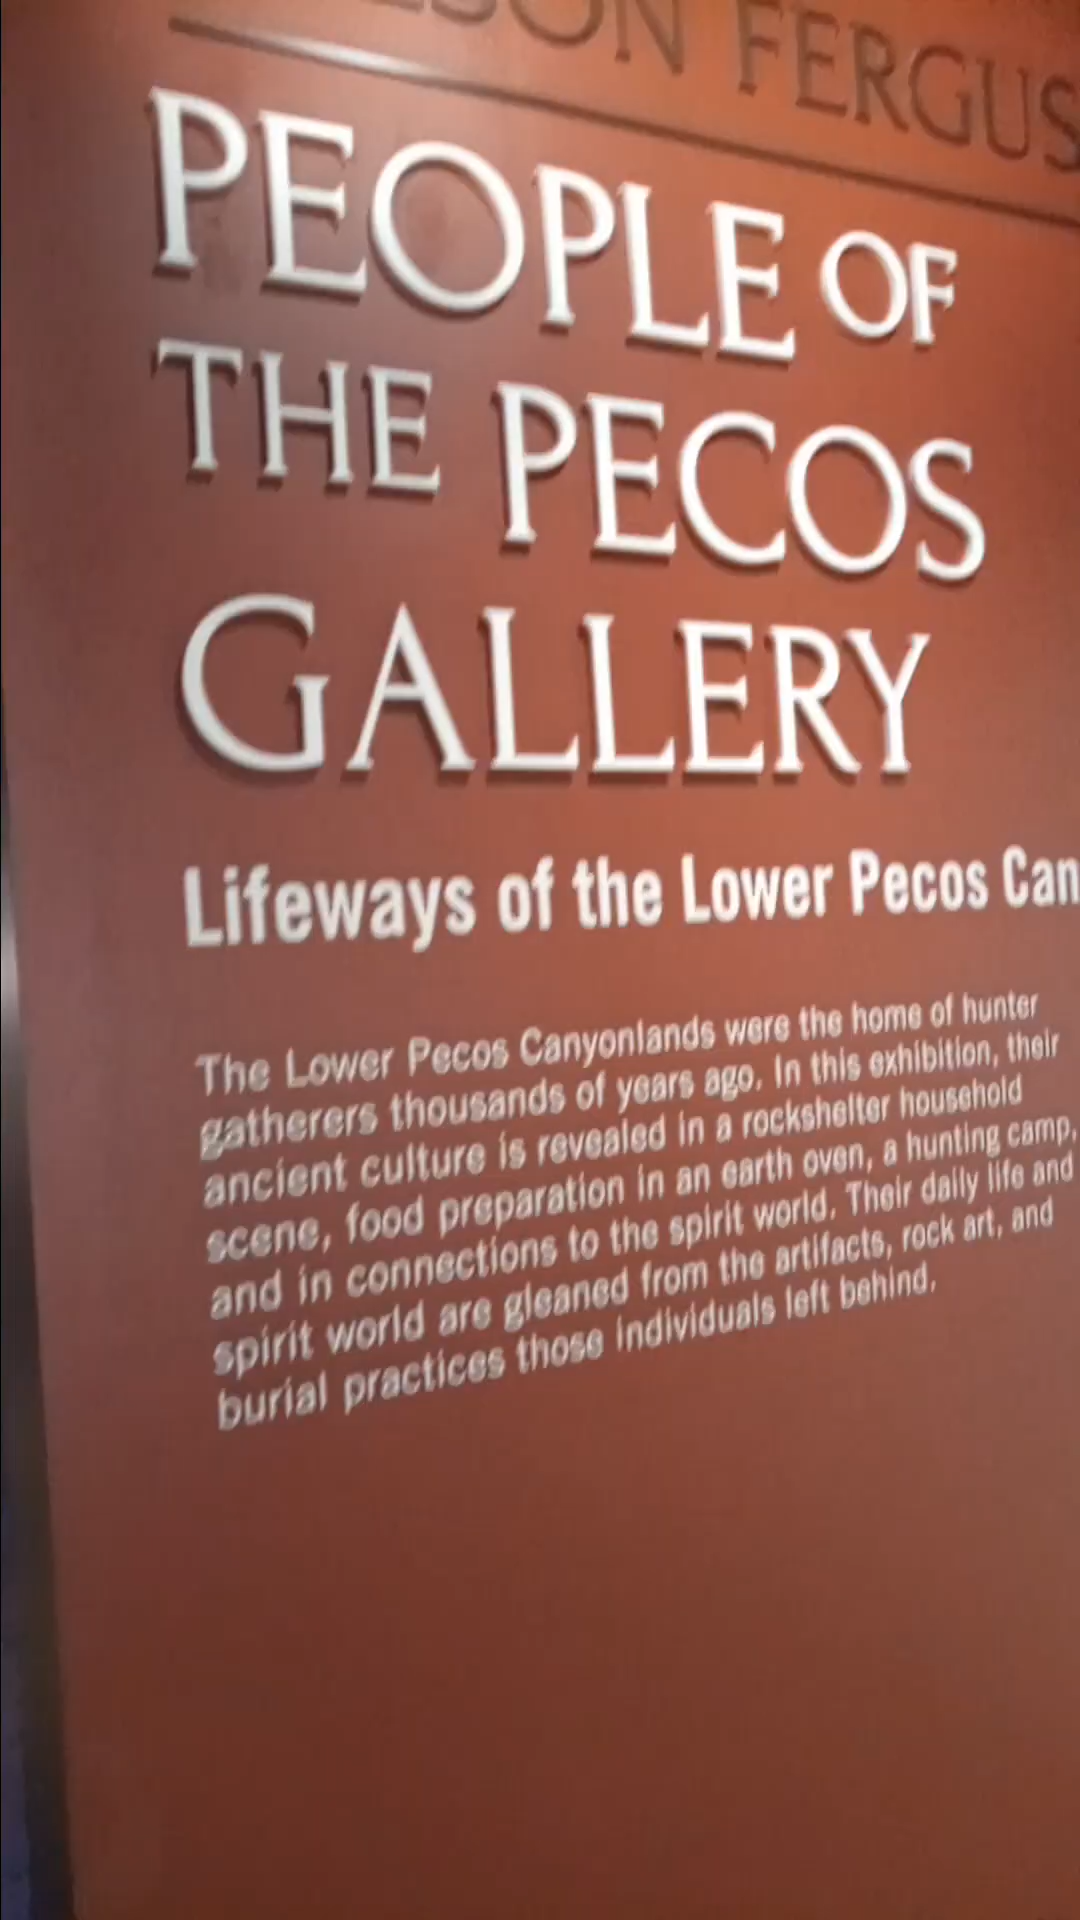 SON FERGUS
PEOPLE OF
THE PECOS
GALLERY
Lifeways of the Lower Pecos Can
The Lower Pecos Canyonlands were the home of hunter
gatherers thousands of years ago. In this exhibition, their
ancient culture is revealed in a rockshelter household
scene, food preparation in an earth oven, a hunting camp,
and in connections to the spirit world. Their daily life and
spirit world are gleaned from the artifacts, rock art, and
burial practices those individuals left behind.